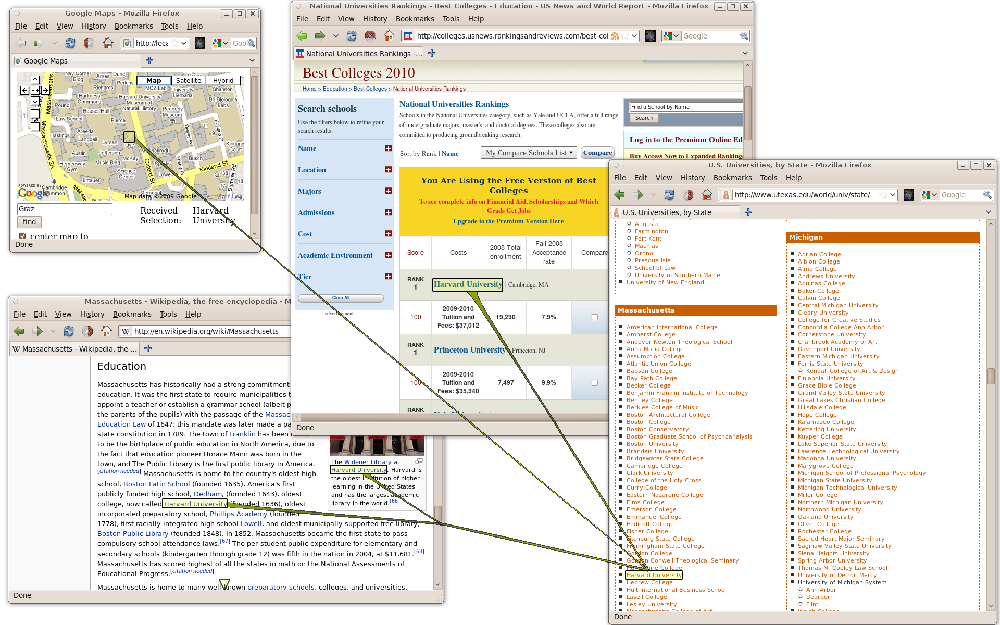 Google Maps - Mozilla Firefox
File Edit View History Bookmarks Tools Help
http://loca
Goo
Google Maps
NW Corner
Bldg
Ames
Dane
Perkins
Richards
Map
Satellite
Hybrid
MCZ Lab
University
Herbaria
Shannon
Harkness
Commons
Harvard University
Museum of
Natural History
Bri Biological
Labs
Pound
Hauser Hall
Peabody
Museum
Law School
Pierce
Massachusetts
Massachusetts 2A
Areeda
Hastings
Langdell
Lyman
Lise
11
9
Divinity Ave
Kirkland Pl
Kirkland
Court
Austin
Jefferson
McKay
Busch
Hemenway
Gym
Music Bldg
Science
Center
Sparks
Lowell
Oxford St
Frisbie Pl
Kirkland St
Sumner Rd
34
38
17
18
Littauer
Memorial
Hall
POWERED BY
Google
Cambridge
Common
Map data ©2009 Google - Terms of Use
Graz
find
Received
Selection:
Harvard
University
center map to
Done
National Universities Rankings - Best Colleges - Education - US News and World Report - Mozilla Firefox
File Edit View History Bookmarks Tools Help
http://colleges.usnews.rankingsandreviews.com/best-col
Google
National Universities Rankings -...
Best Colleges 2010
Home > Education > Best Colleges > National Universities Rankings
Search schools
Use the filters below to refine your
search results.
Name
Location
Majors
Admissions
Cost
Academic Environment
Tier
Clear All
advertisement
National Universities Rankings
Schools in the National Universities category, such as Yale and UCLA, offer a full range
of undergraduate majors, master's, and doctoral degrees. These colleges also are
committed to producing groundbreaking research.
Sort by Rank | Name
My Compare Schools List
Compare
Find a School by Name
Search
Log in to the Premium Online Ed
Buy Access Now to Expanded Rankings
You Are Using the Free Version of Best
Colleges
To see complete info on Financial Aid, Scholarships and Which
Grads Get Jobs
Upgrade to the Premium Version Here
Score
Costs
2008 Total
enrollment
Fall 2008
Acceptance
rate
Compare
RANK
1
Harvard University
Cambridge, MA
100
2009-2010
Tuition and
Fees: $37,012
19,230
7.9%
RANK
1
Princeton University
Princeton, NJ
100
2009-2010
Tuition and
Fees: $35,340
7,497
9.9%
RANK
Done
Massachusetts - Wikipedia, the free encyclopedia - M
File Edit View History Bookmarks Tools Help
http://en.wikipedia.org/wiki/Massachusetts
Massachusetts - Wikipedia, the ...
Education
Massachusetts has historically had a strong commitment
education. It was the first state to require municipalities t
appoint a teacher or establish a grammar school (albeit p
the parents of the pupils) with the passage of the Massac
Education Law of 1647; this mandate was later made a pa
state constitution in 1789. The town of Franklin has been noted
to be the birthplace of public education in North America, due to
the fact that education pioneer Horace Mann was born in the
town, and The Public Library is the first public library in America.
[citation needed] Massachusetts is home to the country's oldest high
school, Boston Latin School (founded 1635), America's first
publicly funded high school, Dedham, (founded 1643), oldest
college, now called Harvard University (founded 1636), oldest
incorporated preparatory school, Phillips Academy (founded
1778), first racially integrated high school Lowell, and oldest municipally supported free library,
Boston Public Library (founded 1848). In 1852, Massachusetts became the first state to pass
compulsory school attendance laws.[67] The per-student public expenditure for elementary and
secondary schools (kindergarten through grade 12) was fifth in the nation in 2004, at $11,681.[68]
Massachusetts has scored highest of all the states in math on the National Assessments of
Educational Progress.[citation needed]
Massachusetts is home to many well-known preparatory schools, colleges, and universities.
The Widener Library at
Harvard University. Harvard is
the oldest institution of higher
learning in the United States
and has the largest academic
library in the world.[66]
Done
U.S. Universities, by State - Mozilla Firefox
File Edit View History Bookmarks Tools Help
http://www.utexas.edu/world/univ/state/
Google
U.S. Universities, by State
Augusta
Farmington
Fort Kent
Machias
Orono
Presque Isle
School of Law
University of Southern Maine
University of New England
Massachusetts
American International College
Amherst College
Andover Newton Theological School
Anna Maria College
Assumption College
Atlantic Union College
Babson College
Bay Path College
Becker College
Benjamin Franklin Institute of Technology
Bentley College
Berklee College of Music
Boston Architectural College
Boston College
Boston Conservatory
Boston Graduate School of Psychoanalysis
Boston University
Brandeis University
Bridgewater State College
Cambridge College
Clark University
College of the Holy Cross
Curry College
Eastern Nazarene College
Elms College
Emerson College
Emmanuel College
Endicott College
Fisher College
Fitchburg State College
Framingham State College
Gordon College
Gordon-Conwell Theological Seminary
Hampshire College
Harvard University
Hebrew College
Hult International Business School
Lasell College
Lesley University
Massachusetts College of Art
Michigan
Adrian College
Albion College
Alma College
Andrews University
Aquinas College
Baker College
Calvin College
Central Michigan University
Cleary University
College for Creative Studies
Concordia College-Ann Arbor
Cornerstone University
Cranbrook Academy of Art
Davenport University
Eastern Michigan University
Ferris State University
Kendall College of Art & Design
Finlandia University
Grace Bible College
Grand Valley State University
Great Lakes Christian College
Hillsdale College
Hope College
Kalamazoo College
Kettering University
Kuyper College
Lake Superior State University
Lawrence Technological University
Madonna University
Marygrove College
Michigan School of Professional Psychology
Michigan State University
Michigan Technological University
Miller College
Northern Michigan University
Northwood University
Oakland University
Olivet College
Rochester College
Sacred Heart Major Seminary
Saginaw Valley State University
Siena Heights University
Spring Arbor University
Thomas M. Cooley Law School
University of Detroit Mercy
University of Michigan System
Ann Arbor
Dearborn
Flint
Walsh College
Done